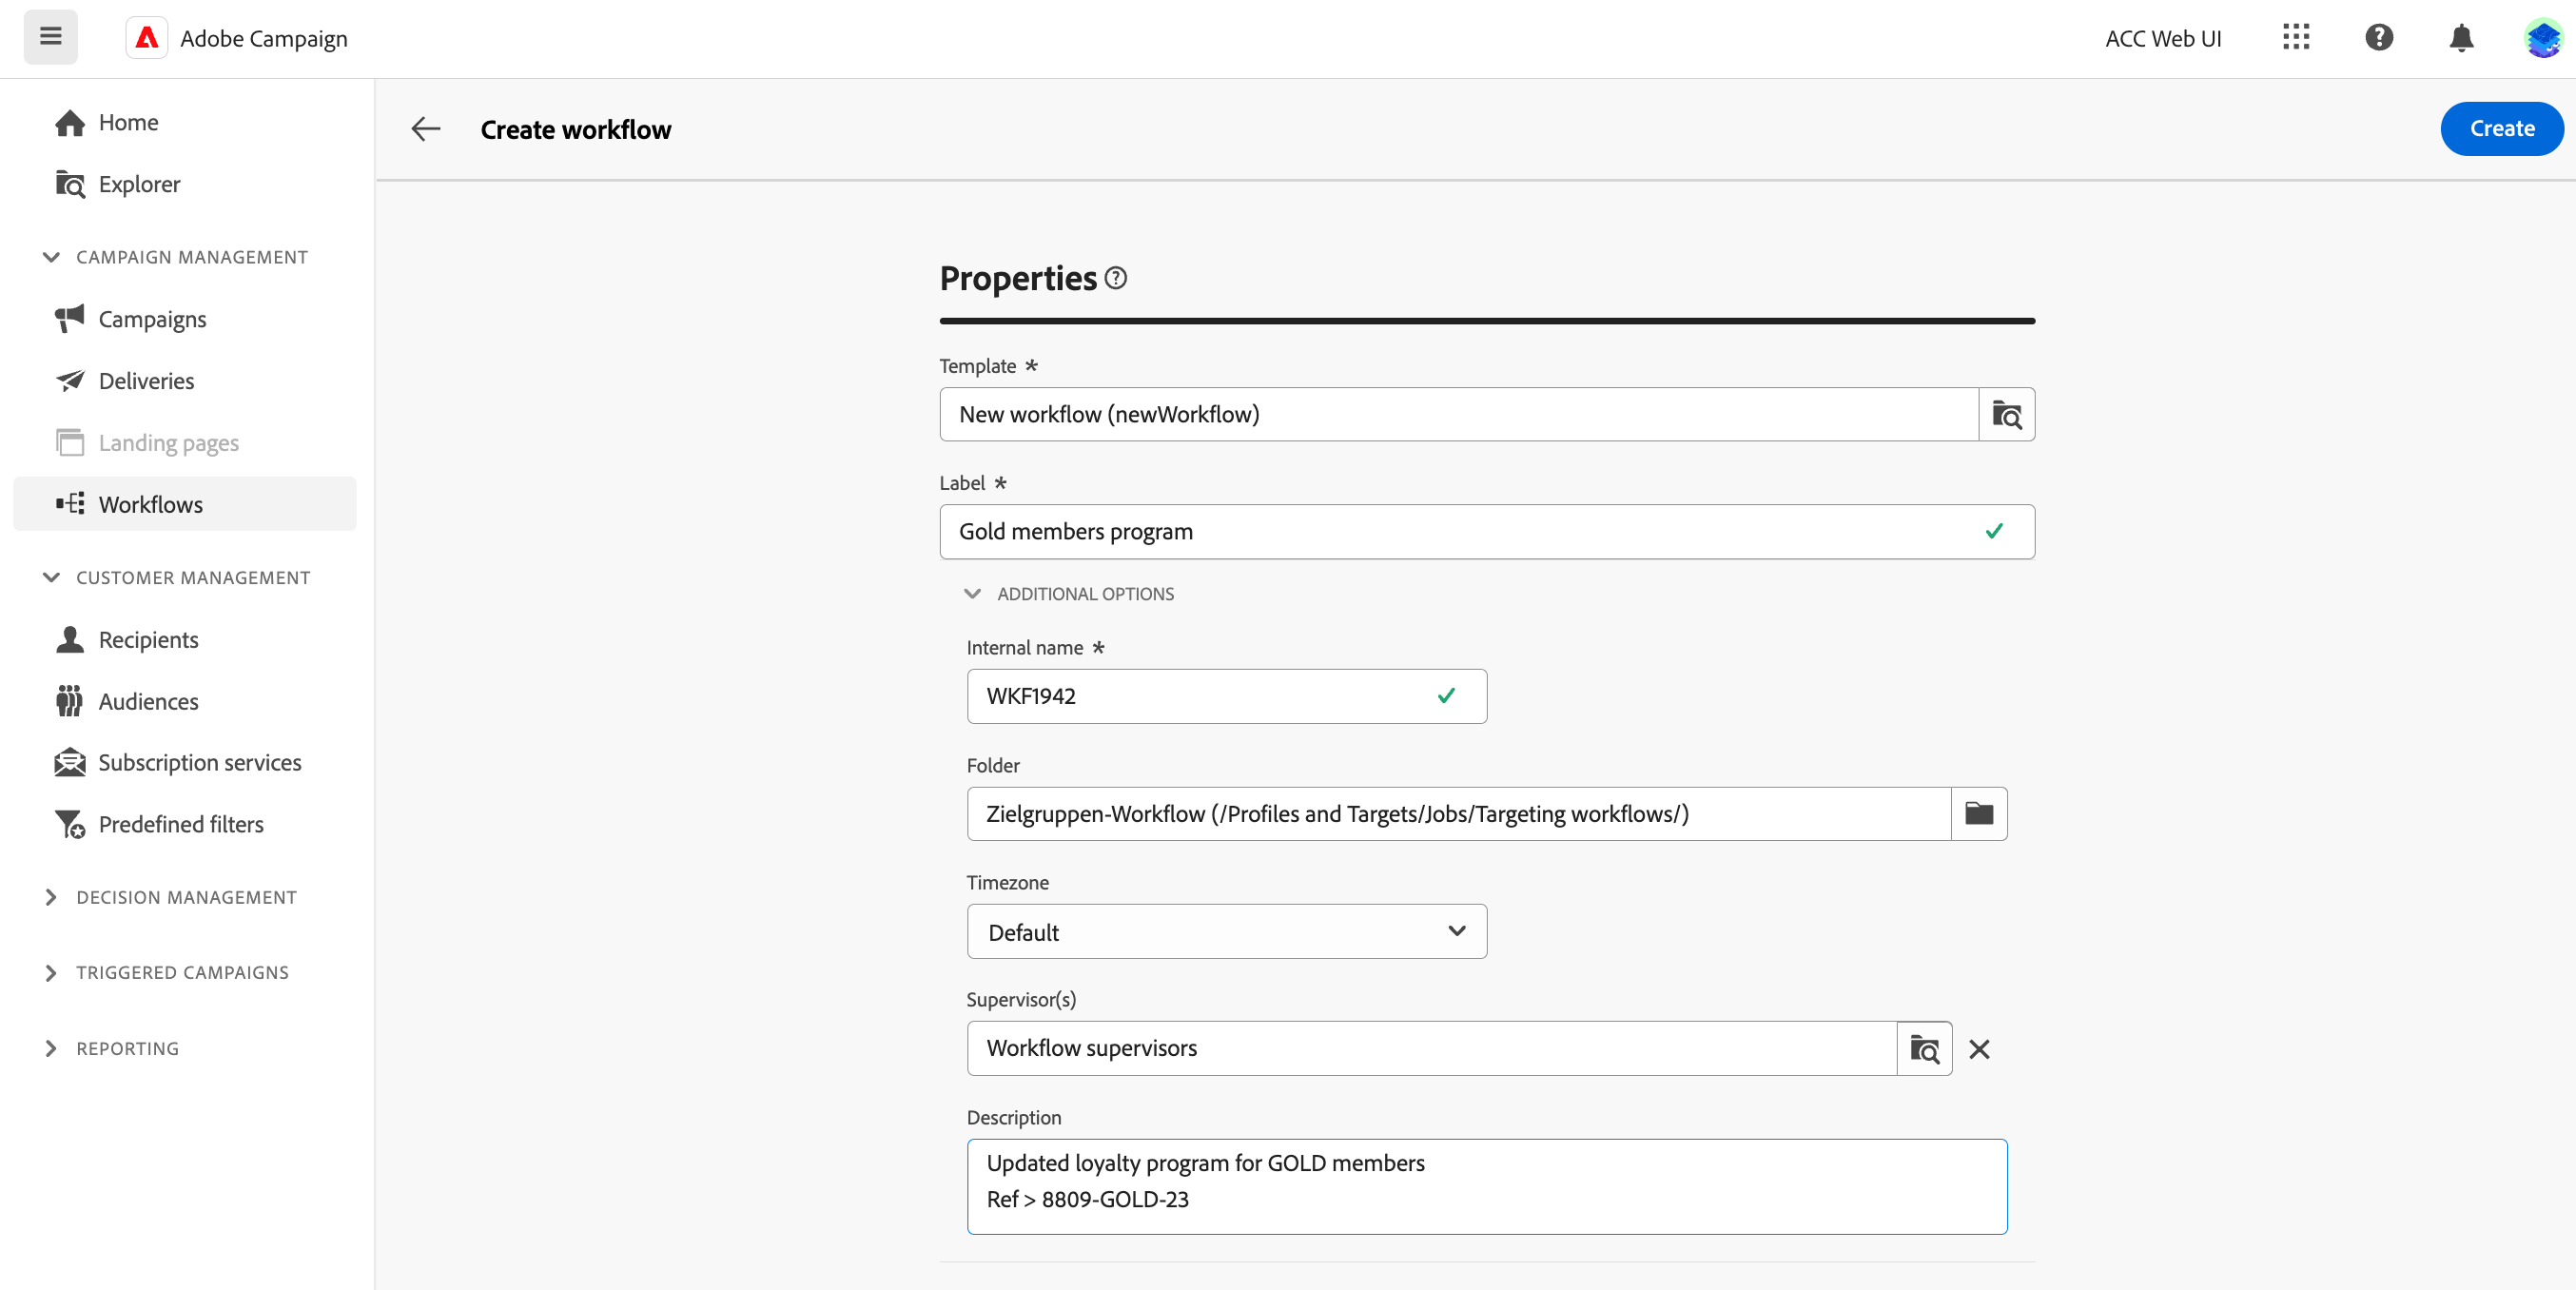 Adobe Campaign
ACC Web UI
Home
Explorer
CAMPAIGN MANAGEMENT
Campaigns
Deliveries
Landing pages
Workflows
CUSTOMER MANAGEMENT
Recipients
Audiences
Subscription services
Predefined filters
DECISION MANAGEMENT
TRIGGERED CAMPAIGNS
REPORTING
Create workflow
Create
Properties
Template *
New workflow (newWorkflow)
Label *
Gold members program
ADDITIONAL OPTIONS
Internal name *
WKF1942
Folder
Zielgruppen-Workflow (/Profiles and Targets/Jobs/Targeting workflows/)
Timezone
Default
Supervisor(s)
Workflow supervisors
Description
Updated loyalty program for GOLD members
Ref > 8809-GOLD-23